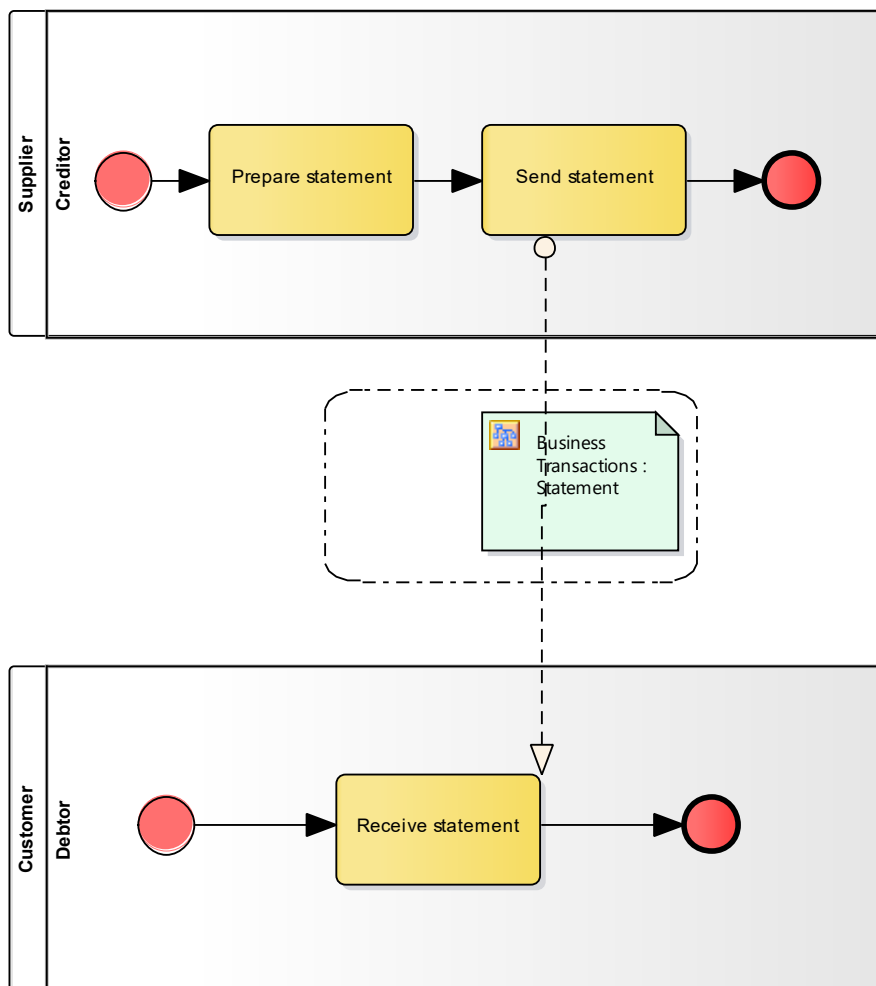 Supplier
Creditor
Prepare statement
Send statement
Business
Transactions :
Statement
Customer
Debtor
Receive statement